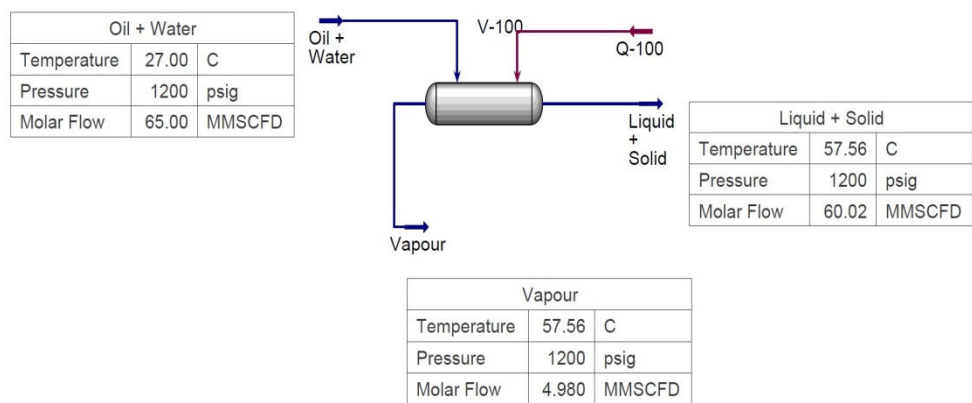 Oil + Water
Temperature 27.00 C
Pressure 1200 psig
Molar Flow 65.00 MMSCFD
Oil +
Water
V-100
Q-100
Liquid
+
Solid
Vapour
Liquid + Solid
Temperature 57.56 C
Pressure 1200 psig
Molar Flow 60.02 MMSCFD
Vapour
Temperature 57.56 C
Pressure 1200 psig
Molar Flow 4.980 MMSCFD